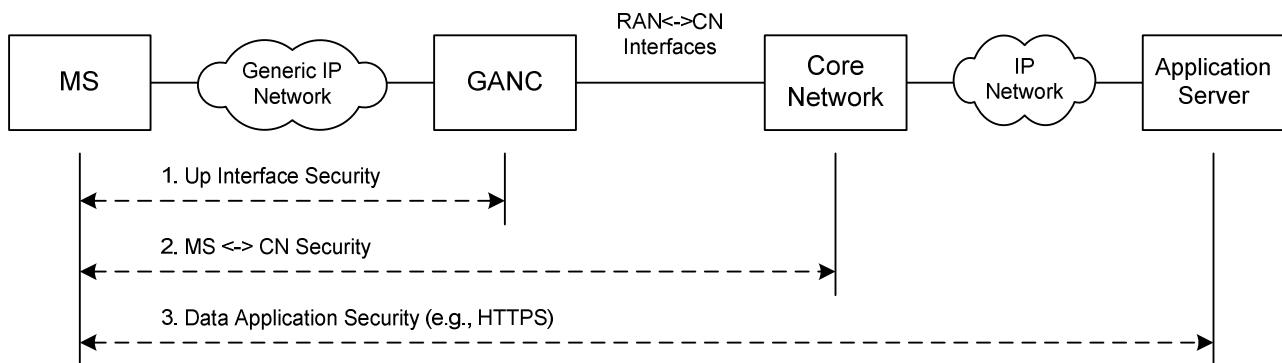 RAN<->CN
Interfaces
MS
Generic IP
Network
GANC
Core
Network
IP
Network
Application
Server
1. Up Interface Security
2. MS <-> CN Security
3. Data Application Security (e.g., HTTPS)